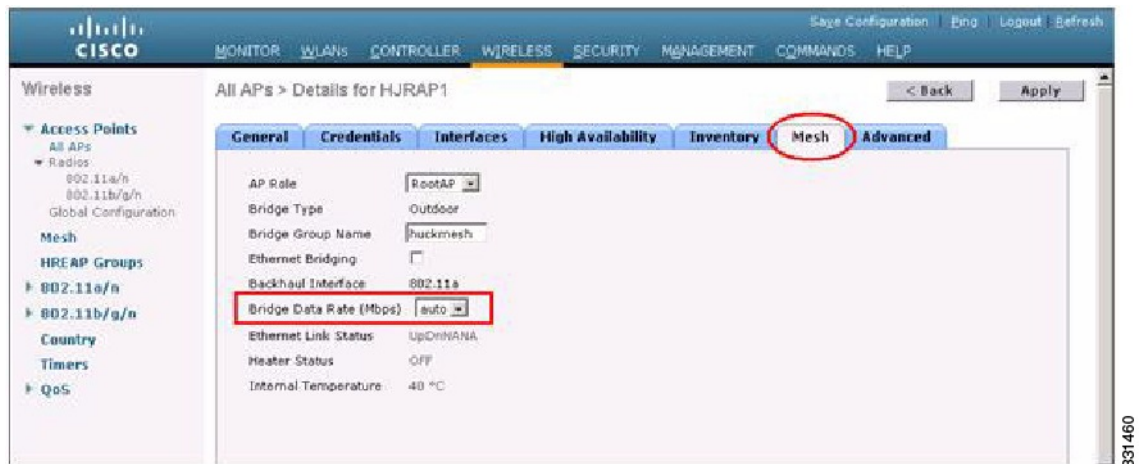 Save Configuration Ping Logout Refresh
CISCO
MONITOR WLANs CONTROLLER WIRELESS SECURITY MANAGEMENT COMMANDS HELP
Wireless
Access Points
All APs
Radios
802.11a/n
802.11b/g/n
Global Configuration
Mesh
HREAP Groups
802.11a/n
802.11b/g/n
Country
Timers
QoS
All APs > Details for HJRAP1
< Back
Apply
General Credentials Interfaces High Availability Inventory Mesh Advanced
AP Role RootAP
Bridge Type Outdoor
Bridge Group Name huckmesh
Ethernet Bridging
Backhaul Interface 802.11a
Bridge Data Rate (Mbps) auto
Ethernet Link Status UpDnNANA
Heater Status OFF
Internal Temperature 40 °C
331460